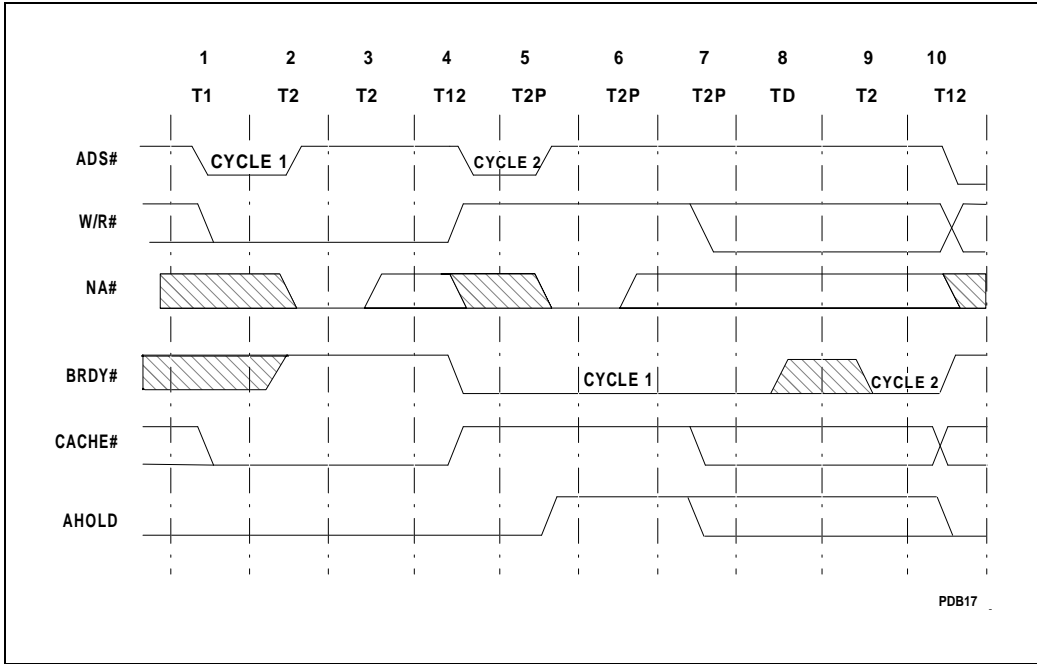 1 2 3 4 5 6 7 8 9 10
T1 T2 T2 T12 T2P T2P T2P TD T2 T12
ADS# CYCLE 1 CYCLE 2
W/R#
NA#
BRDY# CYCLE 1 CYCLE 2
CACHE#
AHOLD
PDB17